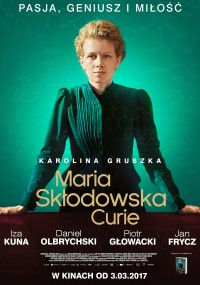 PASJA, GENIUSZ I MIŁOŚĆ
KAROLINA GRUSZKA
Maria
Skłodowska
Curie
Iza KUNA
Daniel OLBRYCHSKI
Piotr GŁOWACKI
Jan FRYCZ
W KINACH OD 3.03.2017